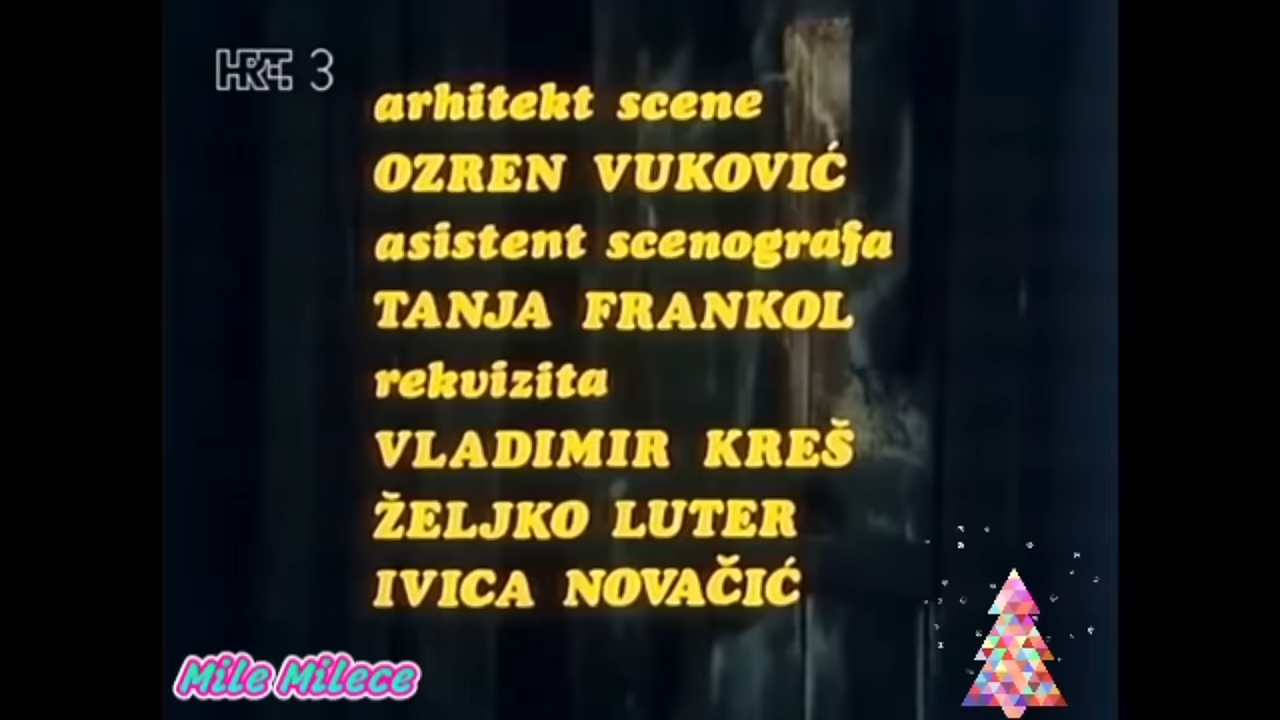 HRT 3
arhitekt scene
OZREN VUKOVIĆ
asistent scenografa
TANJA FRANKOL
rekvizita
VLADIMIR KREŠ
ŽELJKO LUTER
IVICA NOVAČIĆ
Mile Milece